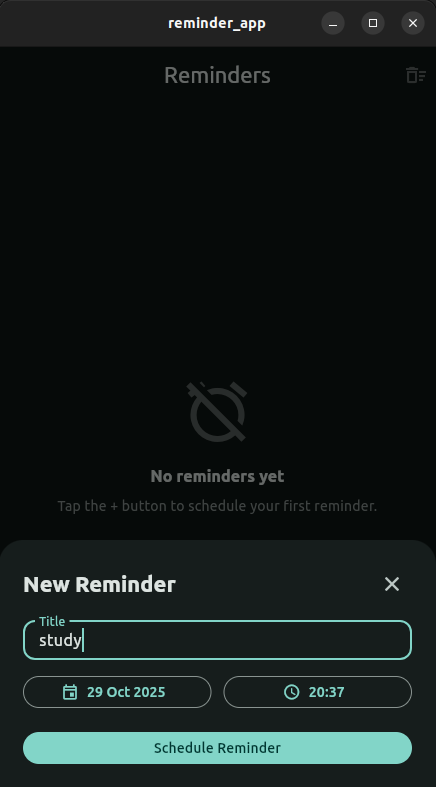 reminder_app
Reminders
No reminders yet
Tap the + button to schedule your first reminder.
New Reminder
Title
study
29 Oct 2025
20:37
Schedule Reminder